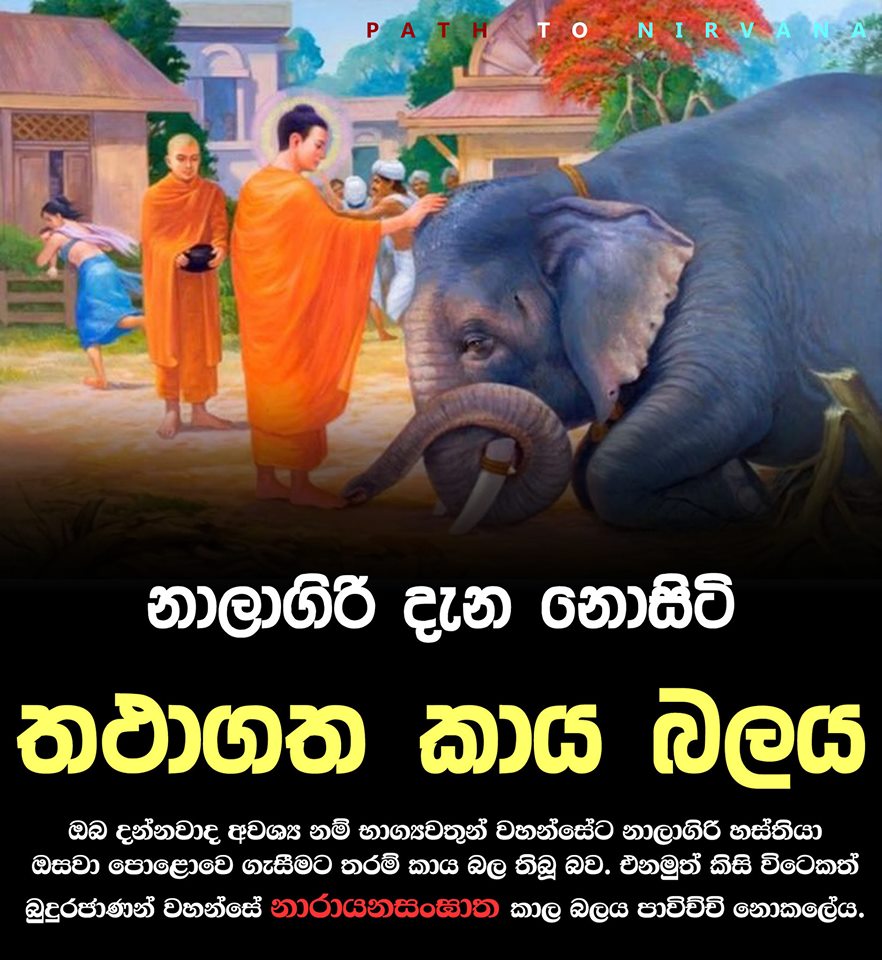 PATH TO NIRVANA
නාලාගිරි දැන නොසිටි
තථාගත කාය බලය
ඔබ දන්නවාද අවශ්‍ය නම් භාග්‍යවතුන් වහන්සේට නාලාගිරි හස්තියා
ඔසවා පොළොවෙ ගැසීමට තරම් කාය බල තිබූ බව. එනමුත් කිසි විටෙකත්
බුදුරජාණන් වහන්සේ නාරායනසංඝාත කාල බලය පාවිච්චි නොකලේය.